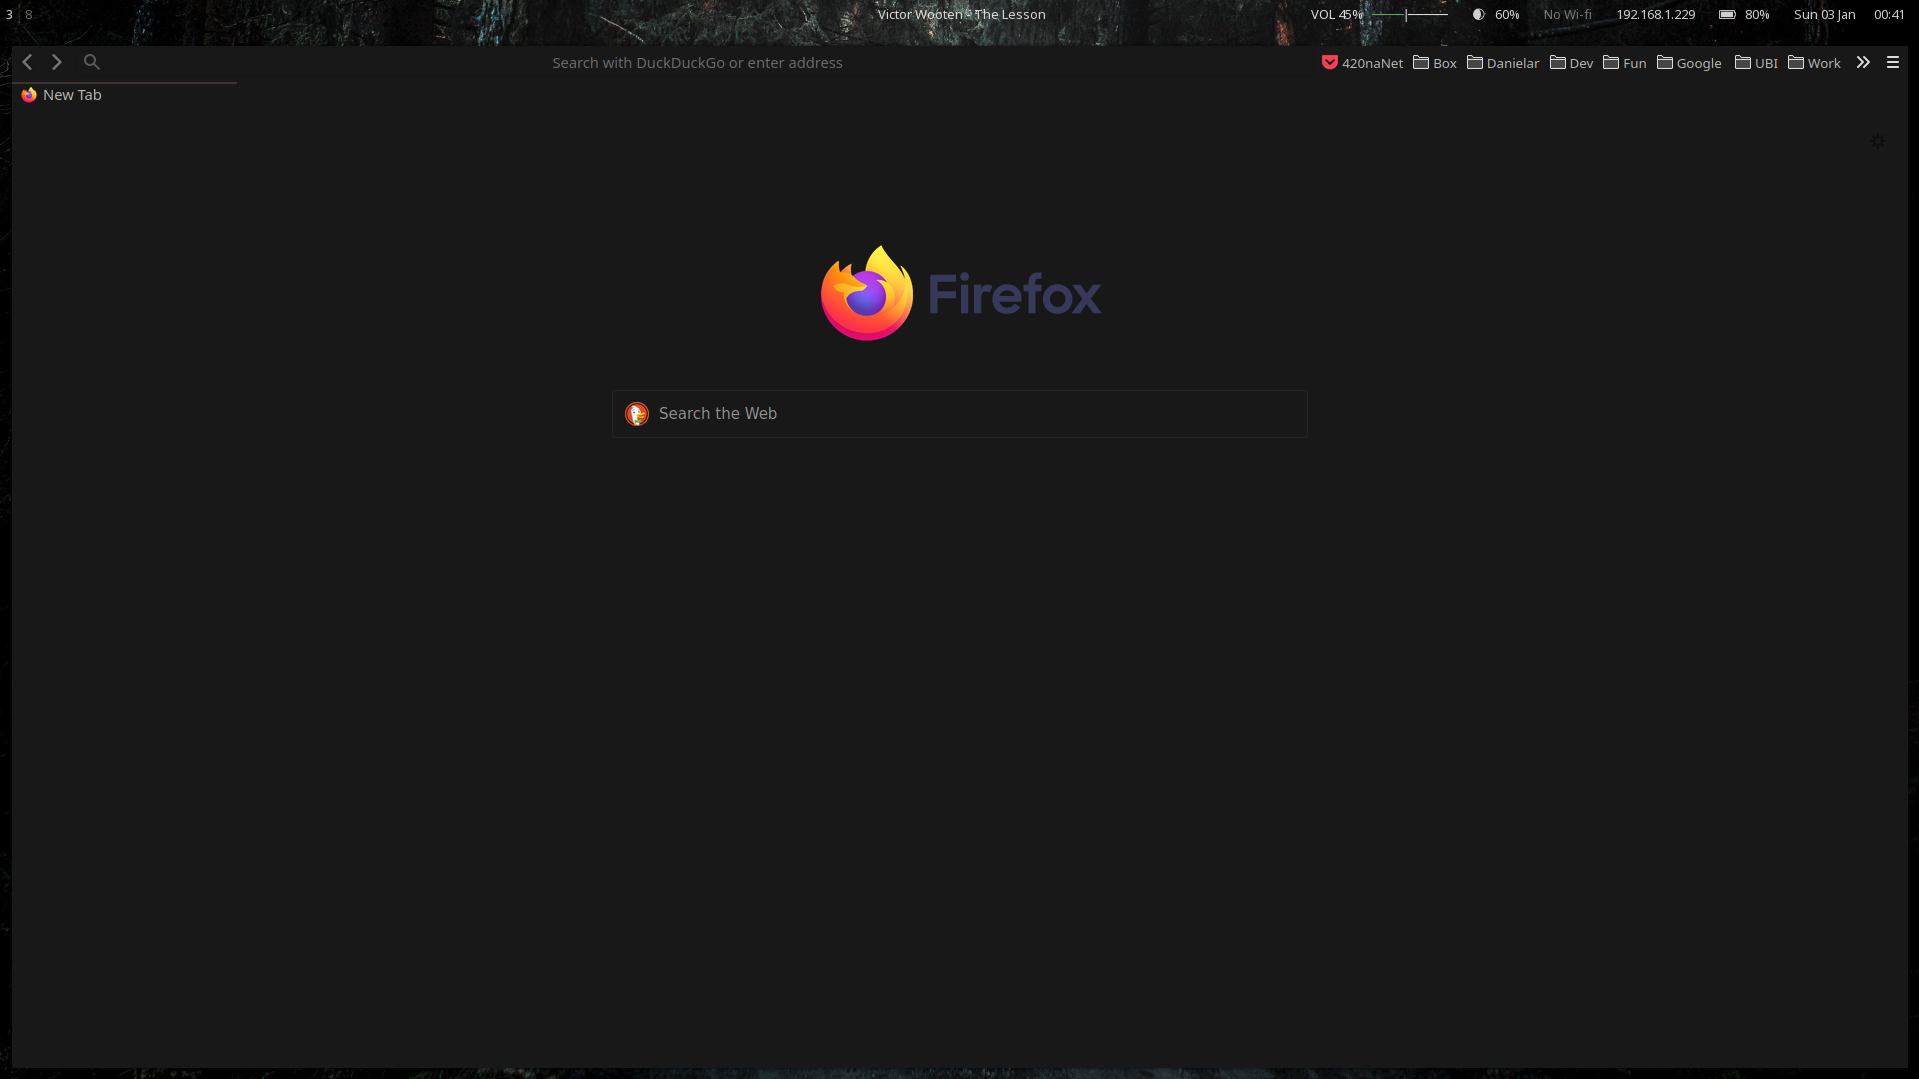 3 8 Victor Wooten - The Lesson VOL 45% 60% No Wi-fi 192.168.1.229 80% Sun 03 Jan 00:41
Search with DuckDuckGo or enter address 420naNet Box Danielar Dev Fun Google UBI Work
New Tab
Firefox
Search the Web